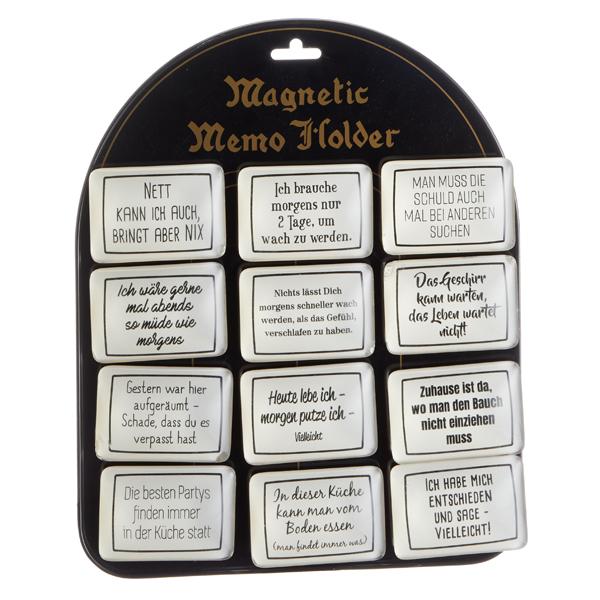 Magnetic
Memo Holder
NETT
KANN ICH AUCH,
BRINGT ABER NIX
Ich brauche
morgens nur
2 Tage, um
wach zu werden.
MAN MUSS DIE
SCHULD AUCH
MAL BEI ANDEREN
SUCHEN
Ich wäre gerne
mal abends
so müde wie
morgens
Nichts lässt Dich
morgens schneller wach
werden, als das Gefühl,
verschlafen zu haben.
Das Geschirr
kann warten,
das Leben wartet
nicht!
Gestern war hier
aufgeräumt -
Schade, dass du es
verpasst hast
Heute lebe ich -
morgen putze ich -
Vielleicht
Zuhause ist da,
wo man den Bauch
nicht einziehen
muss
Die besten Partys
finden immer
in der Küche statt
In dieser Küche
kann man vom
Boden essen
(man findet immer was)
ICH HABE MICH
ENTSCHIEDEN
UND SAGE -
VIELLEICHT!